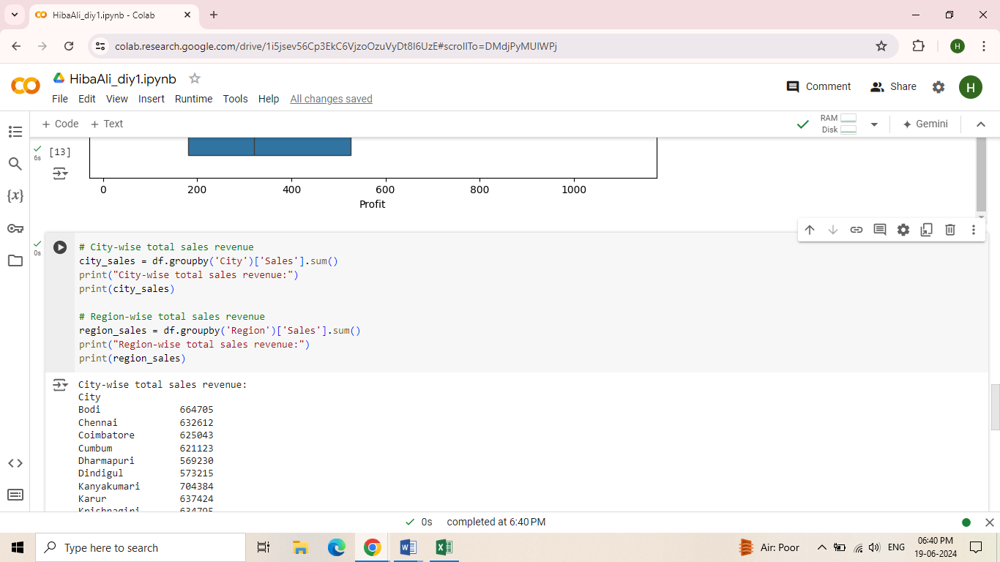 HibaAli_diy1.ipynb - Colab
colab.research.google.com/drive/1i5jsev56Cp3EkC6VjzoOzuVyDt8I6UzE#scrollTo=DMdjPyMUIWPj
H
HibaAli_diy1.ipynb
File Edit View Insert Runtime Tools Help All changes saved
Comment Share H
+ Code + Text
RAM
Disk
Gemini
6s [13]
0 200 400 600 800 1000
Profit
0s
# City-wise total sales revenue
city_sales = df.groupby('City')['Sales'].sum()
print("City-wise total sales revenue:")
print(city_sales)
# Region-wise total sales revenue
region_sales = df.groupby('Region')['Sales'].sum()
print("Region-wise total sales revenue:")
print(region_sales)
City-wise total sales revenue:
City
Bodi 664705
Chennai 632612
Coimbatore 625043
Cumbum 621123
Dharmapuri 569230
Dindigul 573215
Kanyakumari 704384
Karur 637424
Krishnagiri 634795
{x}
0s completed at 6:40 PM
Type here to search
Air: Poor
ENG
06:40 PM
19-06-2024